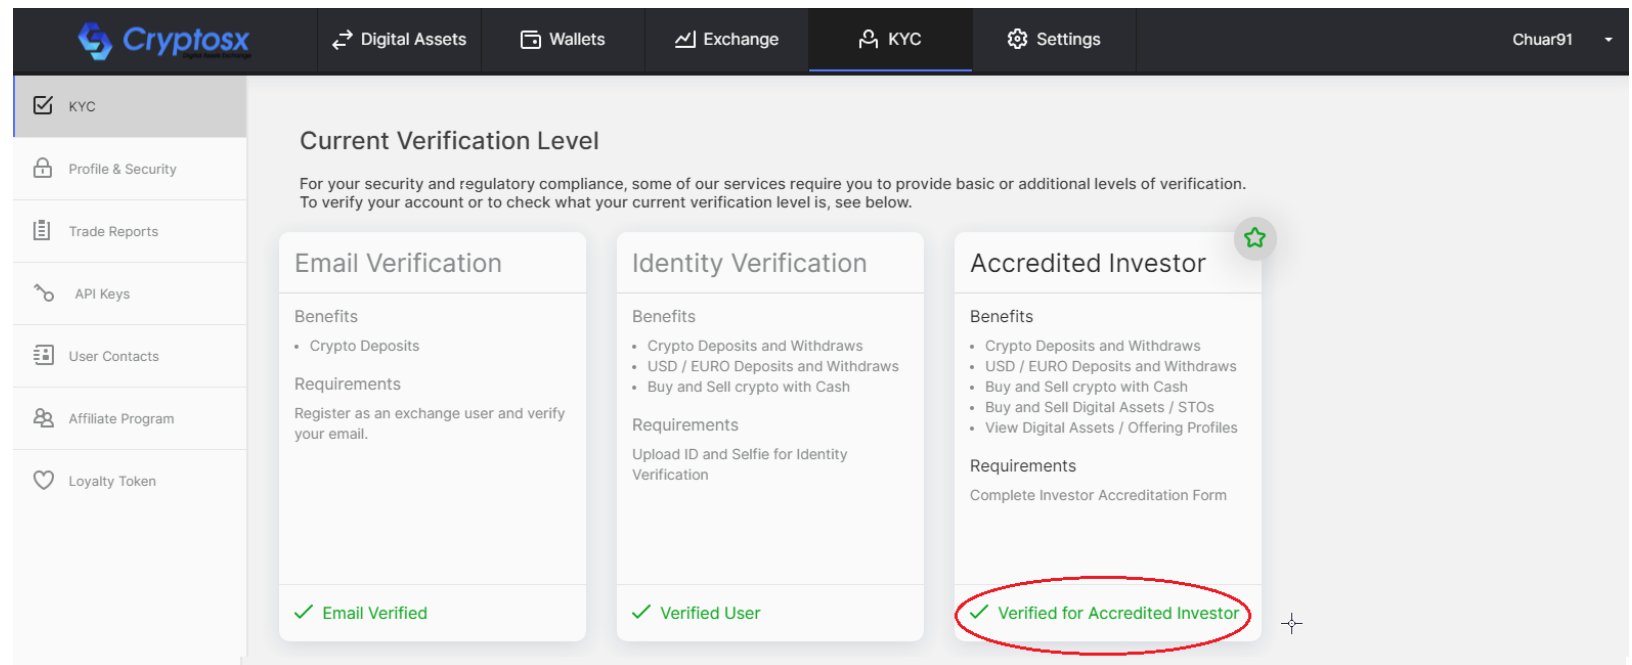 Cryptosx
Digital Assets
Wallets
Exchange
KYC
Settings
Chuar91
KYC
Profile & Security
Trade Reports
API Keys
User Contacts
Affiliate Program
Loyalty Token
Current Verification Level
For your security and regulatory compliance, some of our services require you to provide basic or additional levels of verification.
To verify your account or to check what your current verification level is, see below.
Email Verification
Benefits
• Crypto Deposits
Requirements
Register as an exchange user and verify
your email.
Email Verified
Identity Verification
Benefits
• Crypto Deposits and Withdraws
• USD / EURO Deposits and Withdraws
• Buy and Sell crypto with Cash
Requirements
Upload ID and Selfie for Identity
Verification
Verified User
Accredited Investor
Benefits
• Crypto Deposits and Withdraws
• USD / EURO Deposits and Withdraws
• Buy and Sell crypto with Cash
• Buy and Sell Digital Assets / STOs
• View Digital Assets / Offering Profiles
Requirements
Complete Investor Accreditation Form
Verified for Accredited Investor